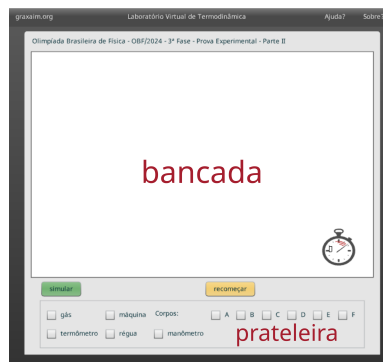 graxaim.org Laboratório Virtual de Termodinâmica Ajuda? Sobre?
Olimpíada Brasileira de Física - OBF/2024 - 3ª Fase - Prova Experimental - Parte II
bancada
simular recomeçar
gás máquina Corpos: A B C D E F
termômetro régua manômetro prateleira